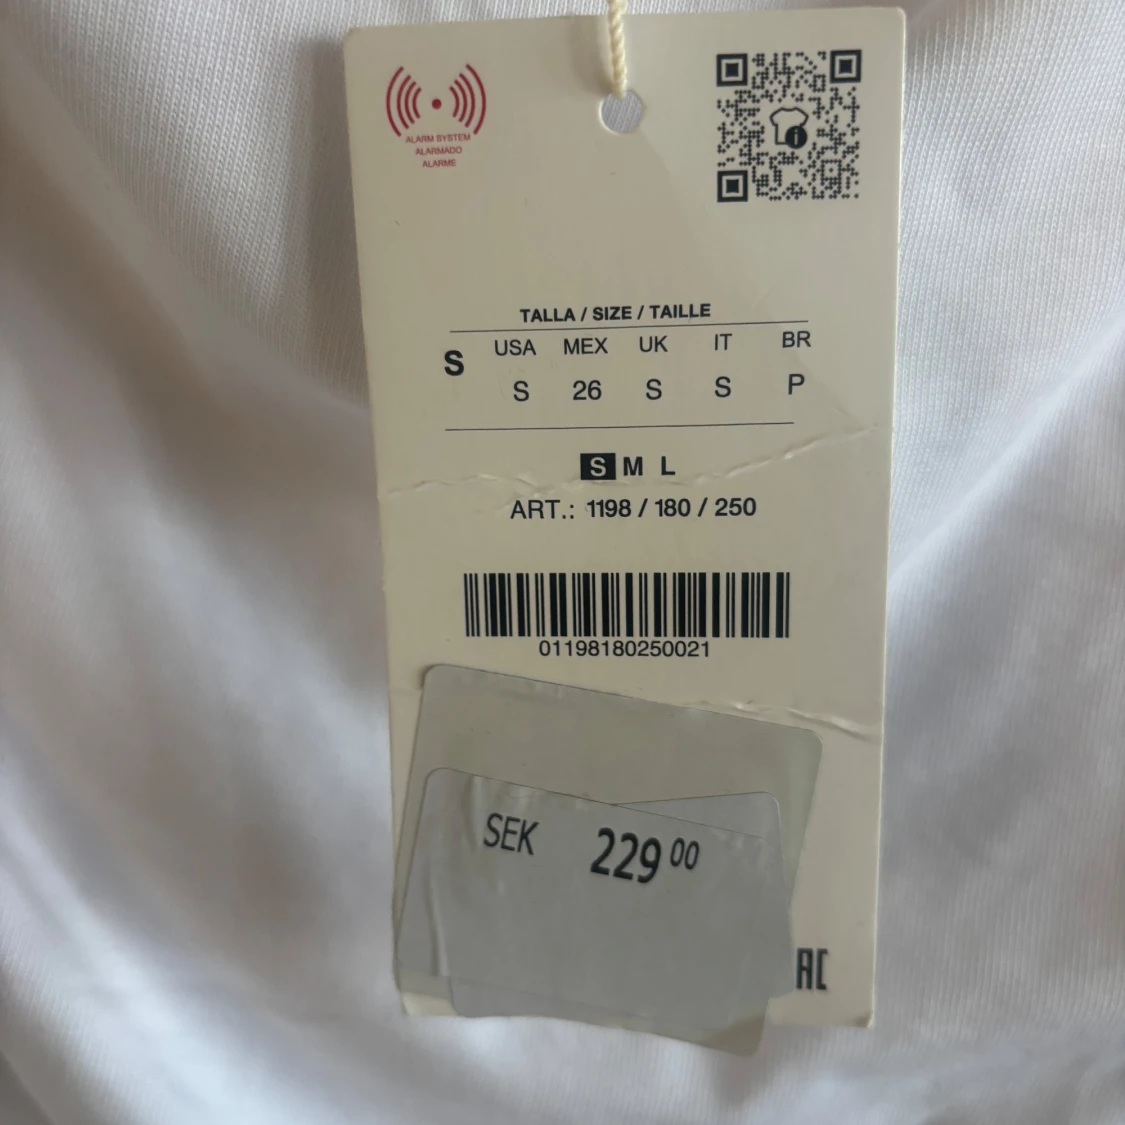 ALARM SYSTEM
ALARMADO
ALARME
TALLA / SIZE / TAILLE
S USA MEX UK IT BR
S 26 S S P
S M L
ART.: 1198 / 180 / 250
01198180250021
SEK 229 00